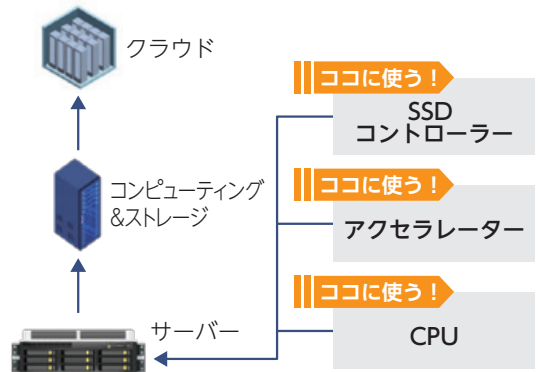 クラウド
コンピューティング
&ストレージ
サーバー
ココに使う！
SSD
コントローラー
ココに使う！
アクセラレーター
ココに使う！
CPU